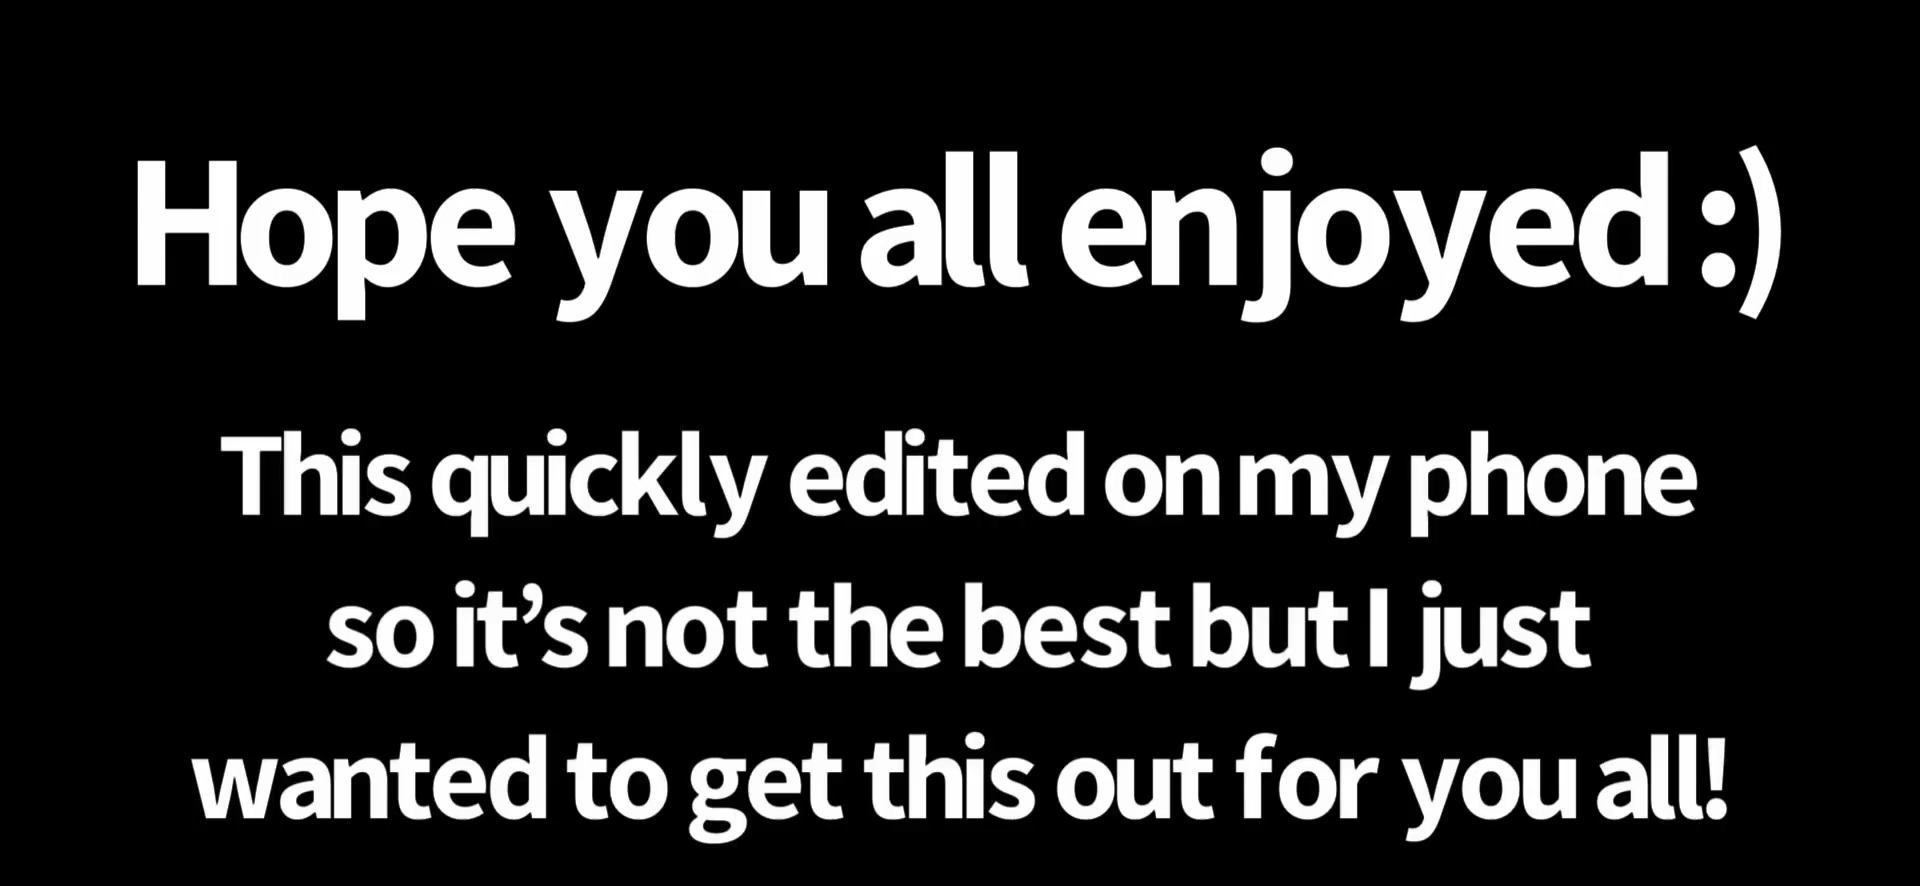 Hope you all enjoyed :)
This quickly edited on my phone
so it’s not the best but I just
wanted to get this out for you all!